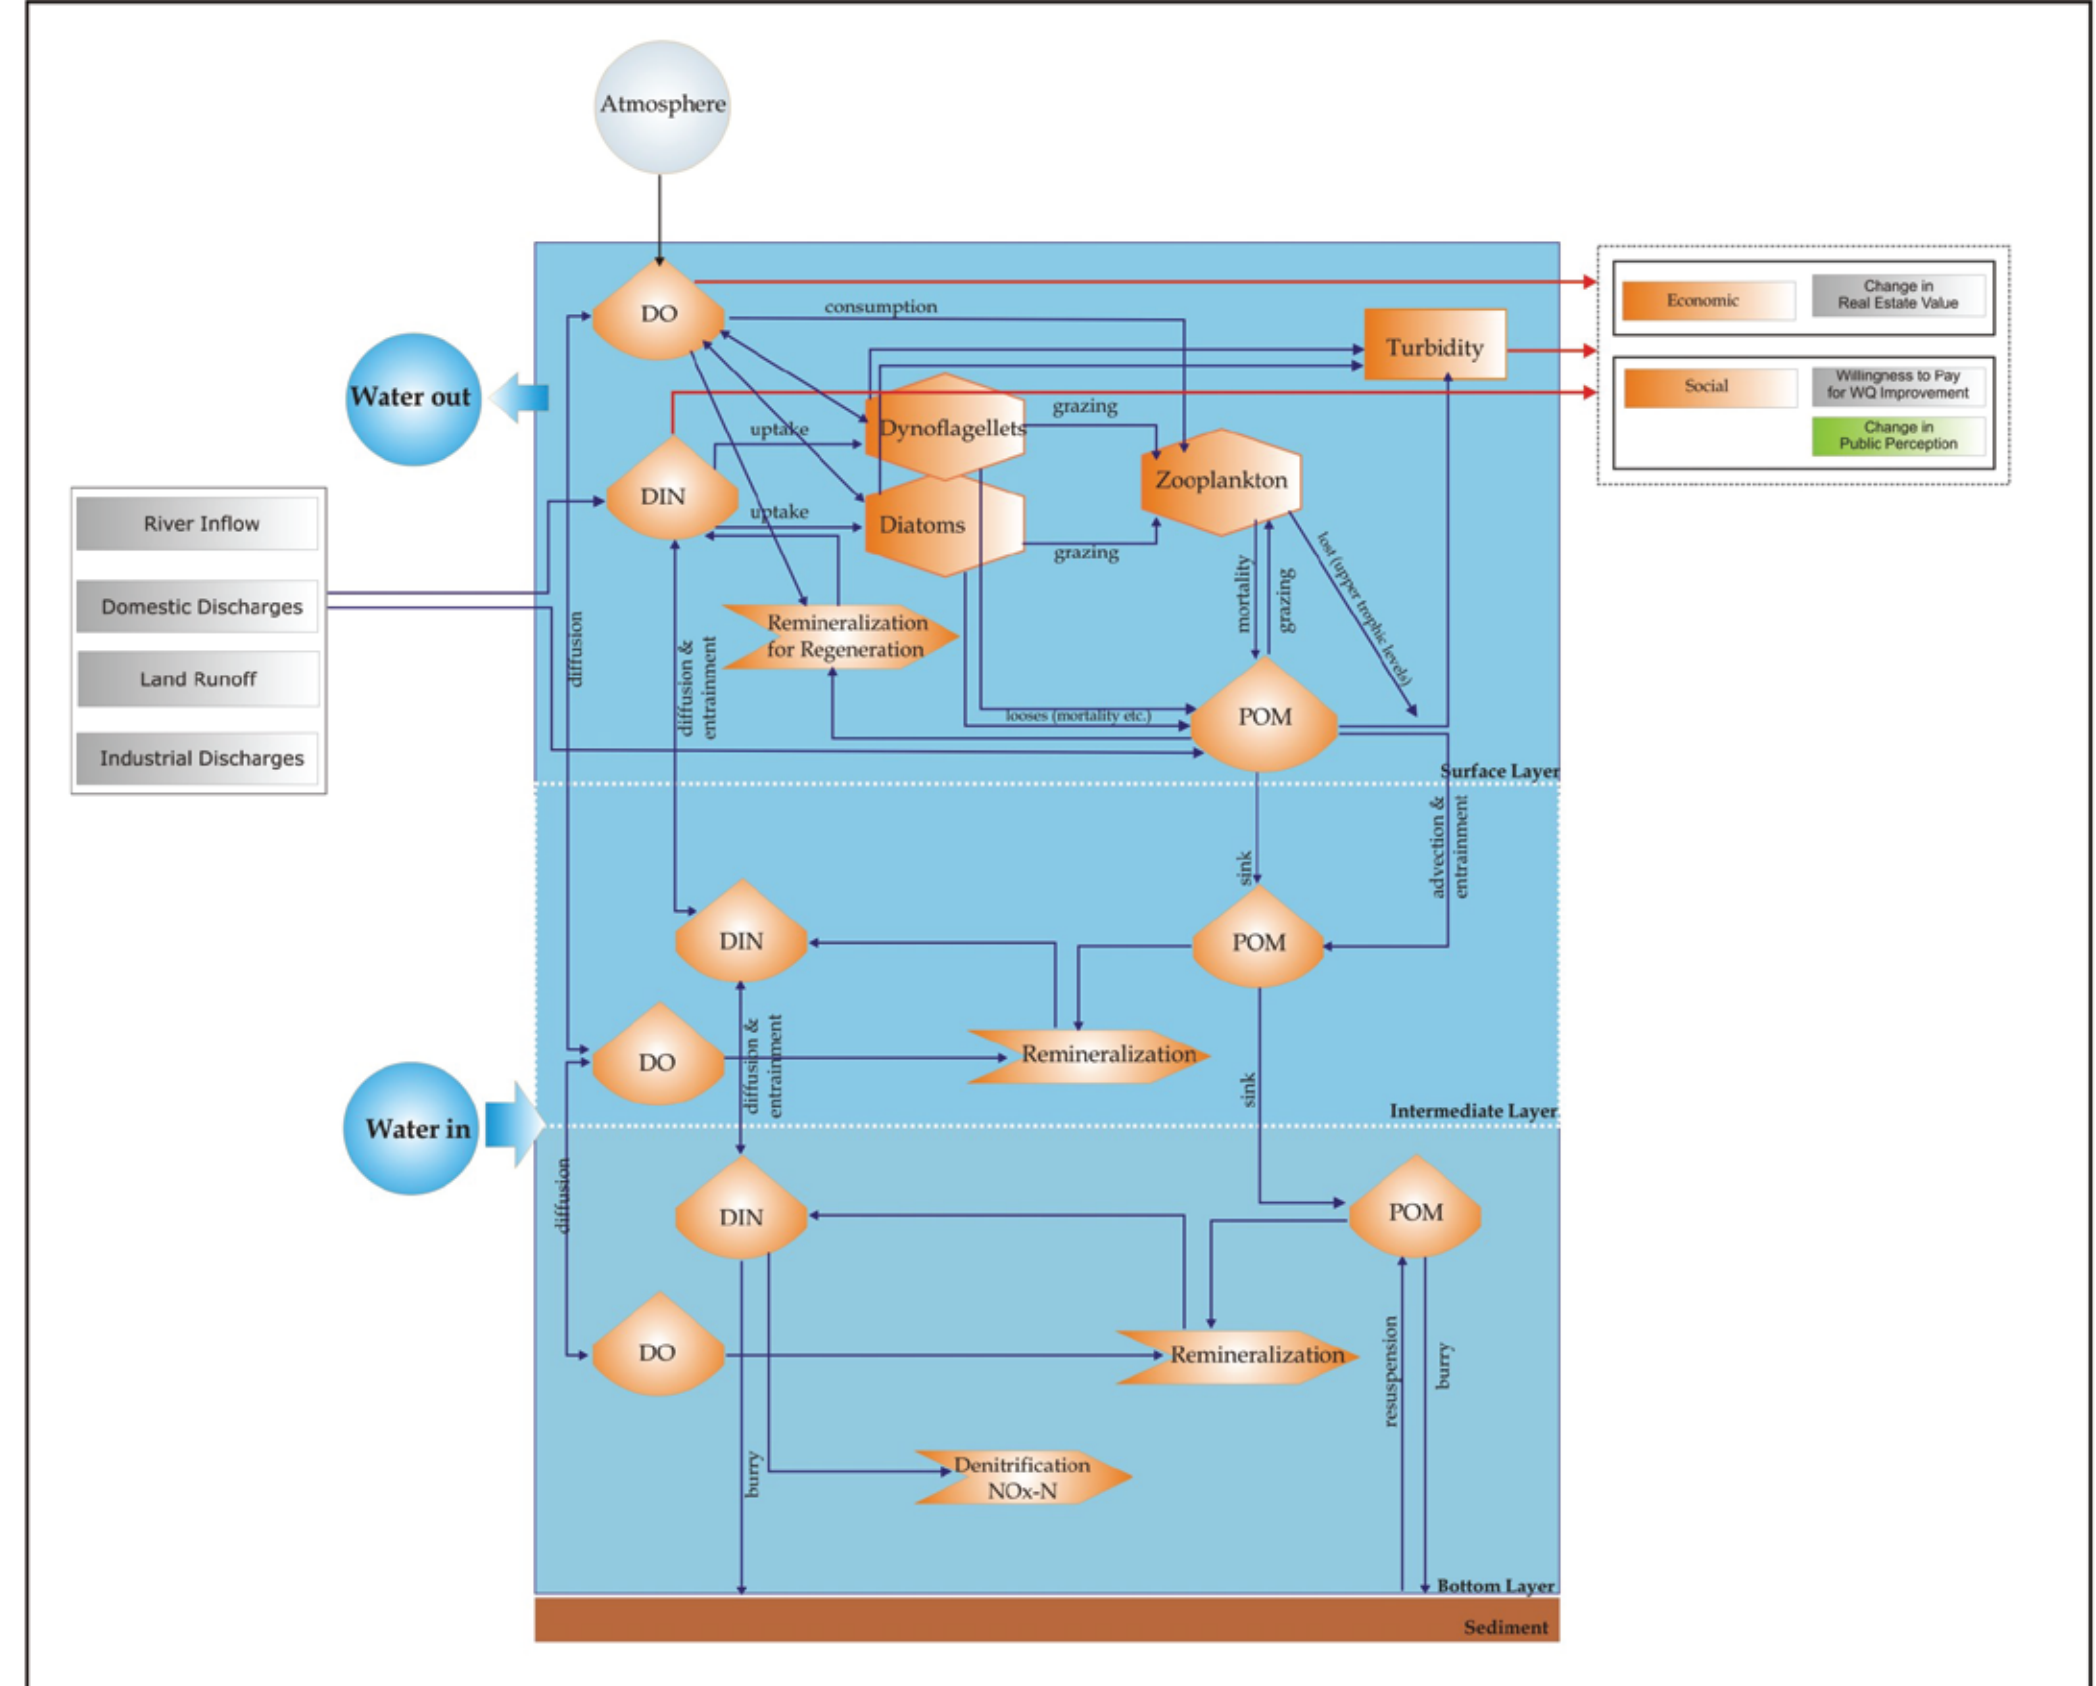 Atmosphere
DO
consumption
Economic
Change in
Real Estate Value
Turbidity
Social
Willingness to Pay
for WQ Improvement
Change in
Public Perception
Water out
grazing
uptake
Dynoflagellets
Zooplankton
DIN
uptake
Diatoms
grazing
River Inflow
Domestic Discharges
Land Runoff
Industrial Discharges
diffusion
diffusion &
entrainment
Remineralization
for Regeneration
mortality
grazing
lost (upper trophic levels)
looses (mortality etc.)
POM
Surface Layer
sink
advection &
entrainment
DIN
POM
DO
diffusion &
entrainment
Remineralization
sink
Intermediate Layer
Water in
diffusion
DIN
POM
DO
Remineralization
resuspension
burry
burry
Denitrification
NOx-N
Bottom Layer
Sediment